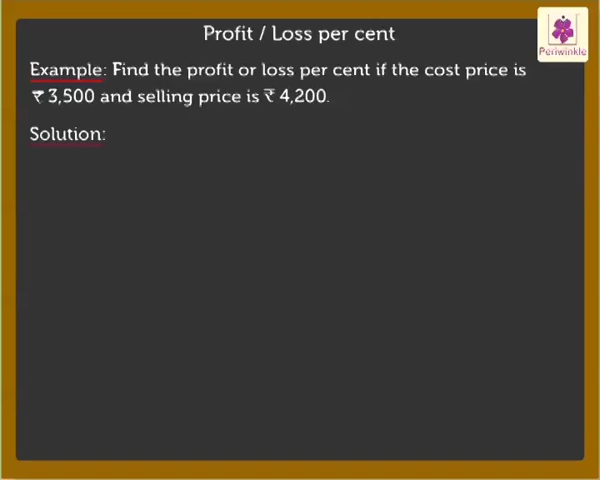 Profit / Loss per cent
Periwinkle
Example: Find the profit or loss per cent if the cost price is
₹ 3,500 and selling price is ₹ 4,200.
Solution: